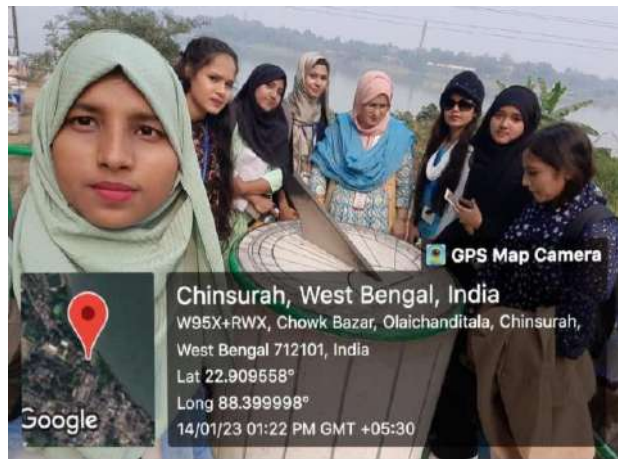 GPS Map Camera
Chinsurah, West Bengal, India
W95X+RWX, Chowk Bazar, Olaichanditala, Chinsurah,
West Bengal 712101, India
Lat 22.909558°
Long 88.399998°
14/01/23 01:22 PM GMT +05:30
Google